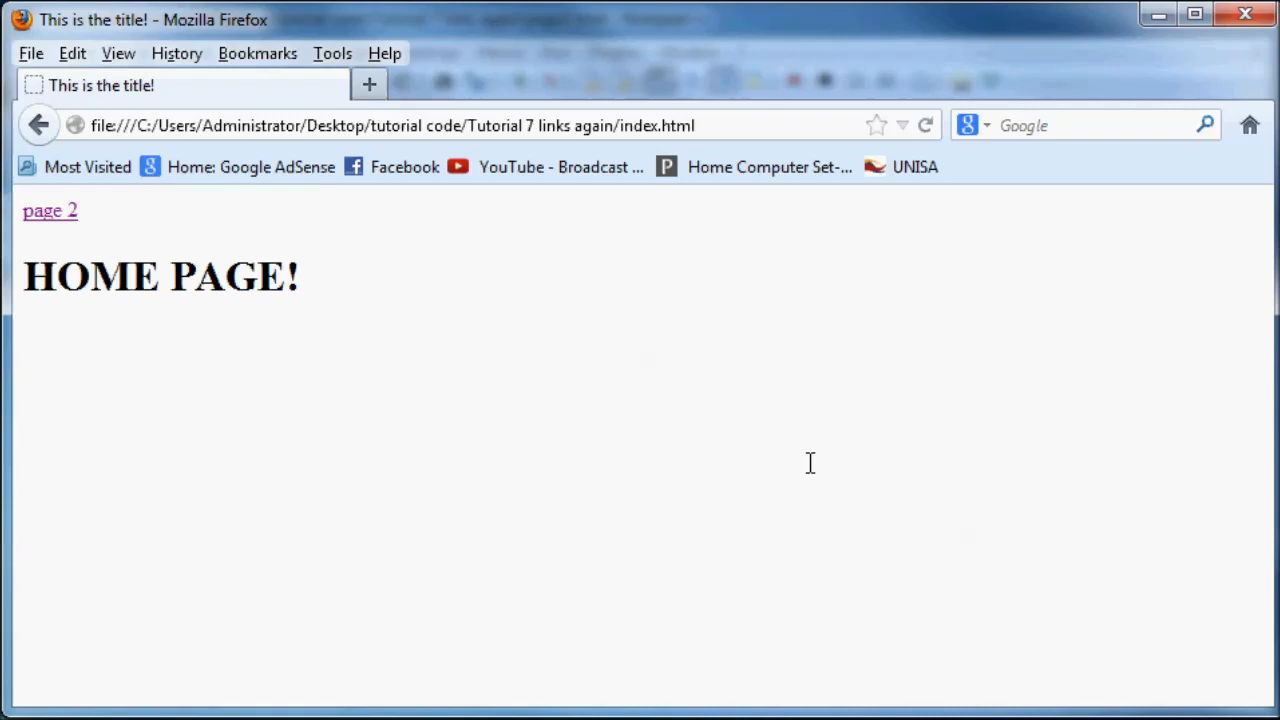 This is the title! - Mozilla Firefox
File Edit View History Bookmarks Tools Help
This is the title! +
file:///C:/Users/Administrator/Desktop/tutorial code/Tutorial 7 links again/index.html Google
Most Visited Home: Google AdSense Facebook YouTube - Broadcast ... Home Computer Set-... UNISA
page 2
HOME PAGE!